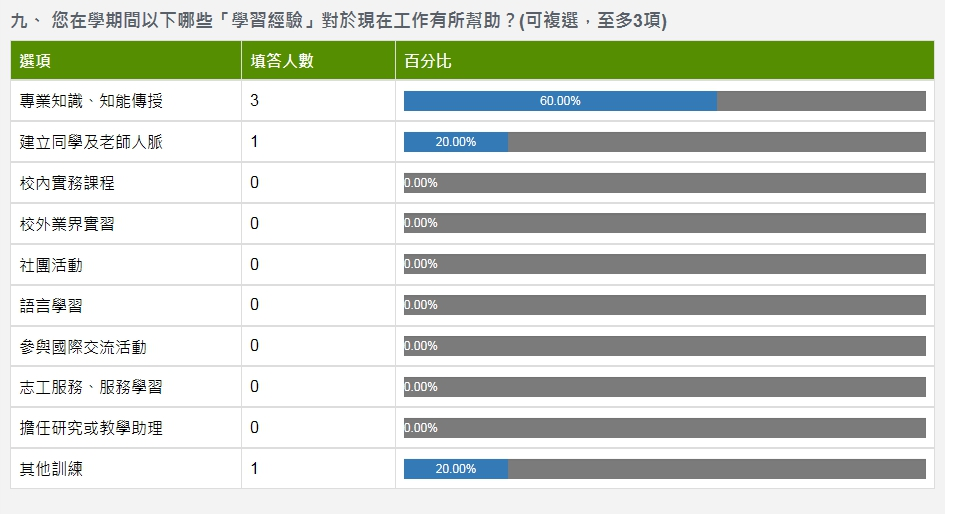 九、 您在學期間以下哪些「學習經驗」對於現在工作有所幫助？(可複選，至多3項)
選項 填答人數 百分比
專業知識、知能傳授 3 60.00%
建立同學及老師人脈 1 20.00%
校內實務課程 0 0.00%
校外業界實習 0 0.00%
社團活動 0 0.00%
語言學習 0 0.00%
參與國際交流活動 0 0.00%
志工服務、服務學習 0 0.00%
擔任研究或教學助理 0 0.00%
其他訓練 1 20.00%